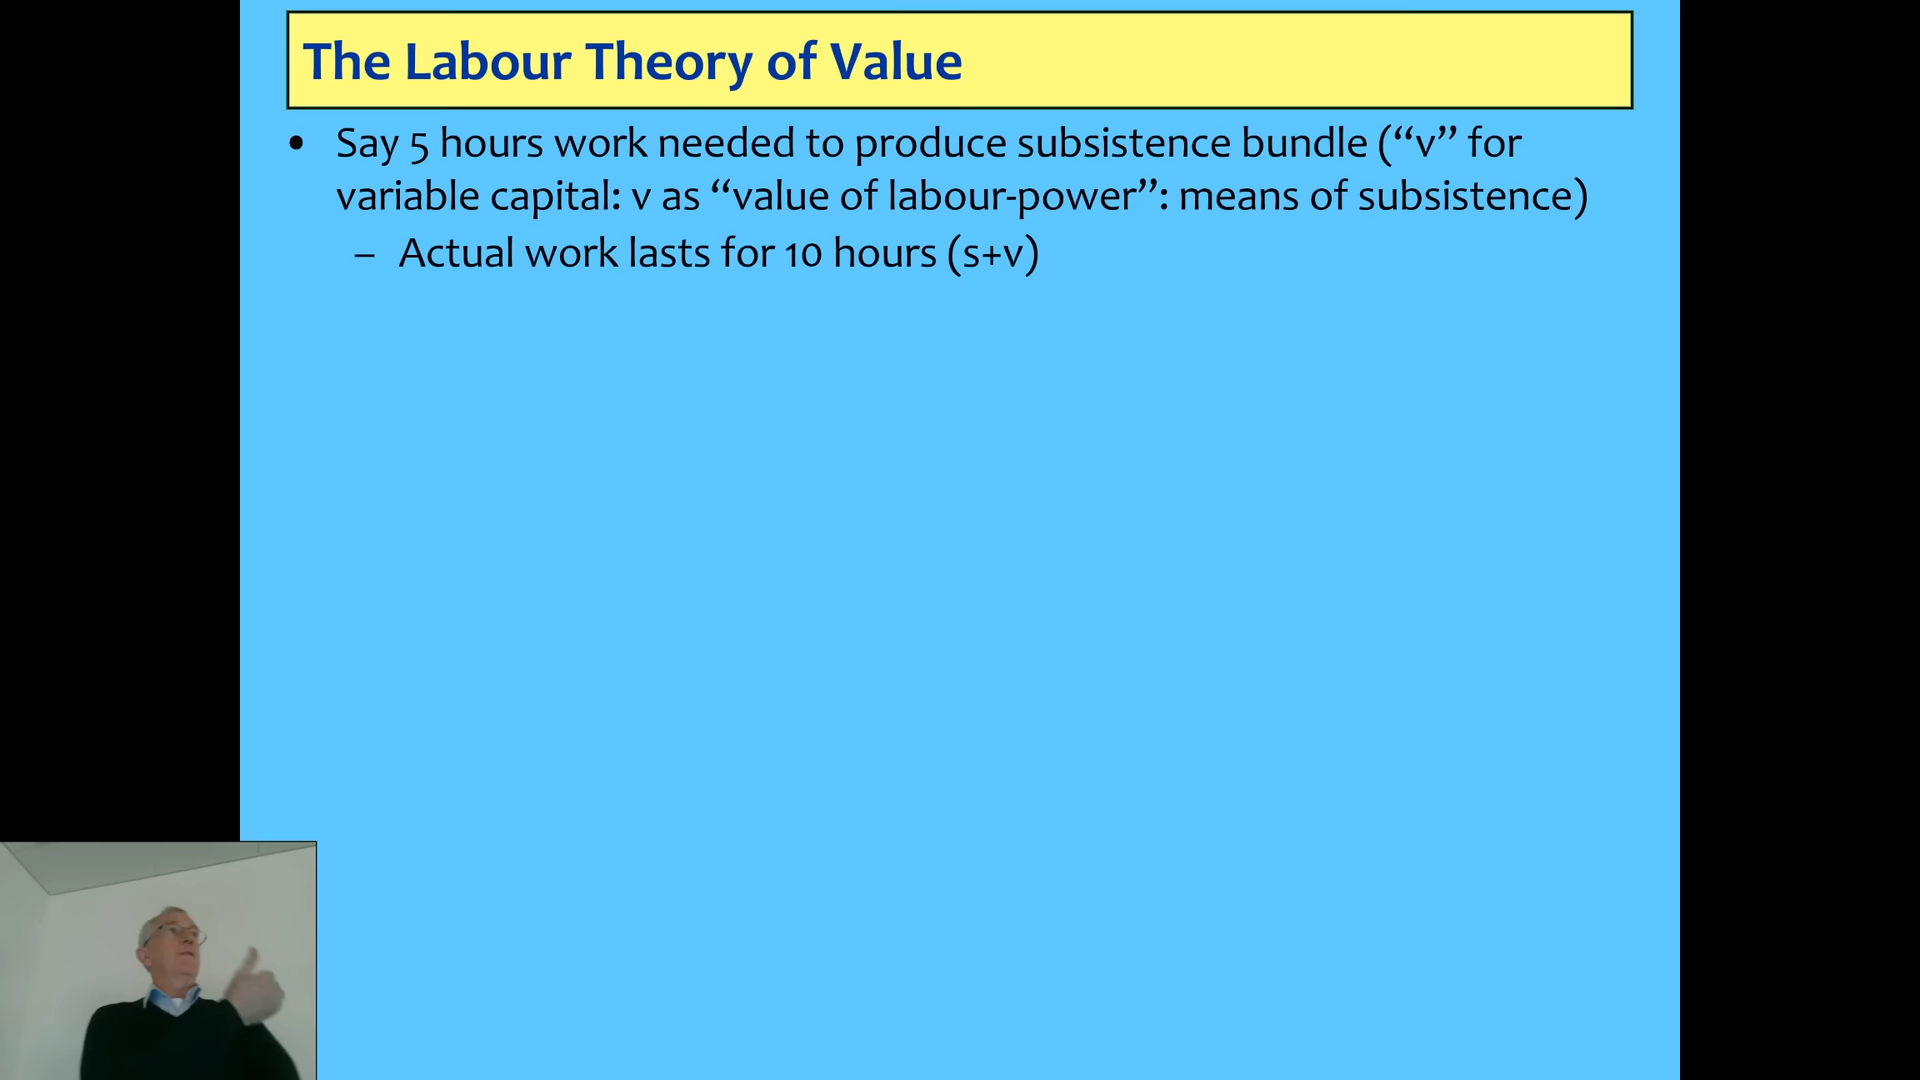 The Labour Theory of Value
• Say 5 hours work needed to produce subsistence bundle (“v” for
variable capital: v as “value of labour-power”: means of subsistence)
– Actual work lasts for 10 hours (s+v)